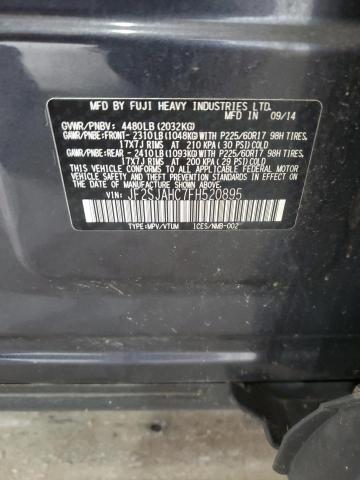 MFD. BY FUJI HEAVY INDUSTRIES LTD.
MFD IN 09/14
GVWR/PNBV: 4480LB(2032KG)
GAWR/PNBE:FRONT- 2310LB(1048KG)WITH P225/60R17 98H TIRES,
17X7J RIMS AT 210 KPA(30 PSI)COLD
GAWR/PNBE:REAR - 2410LB(1093KG)WITH P225/60R17 98H TIRES,
17X7J RIMS AT 200 KPA(29 PSI)COLD
THIS VEHICLE CONFORMS TO ALL APPLICABLE
FEDERAL MOTOR VEHICLE SAFETY STANDARDS IN
EFFECT ON THE DATE OF MANUFACTURE SHOWN ABOVE.
VIN: JF2SJAHC7FH520895
TYPE:MPV/VTUM ICES/NMB-002